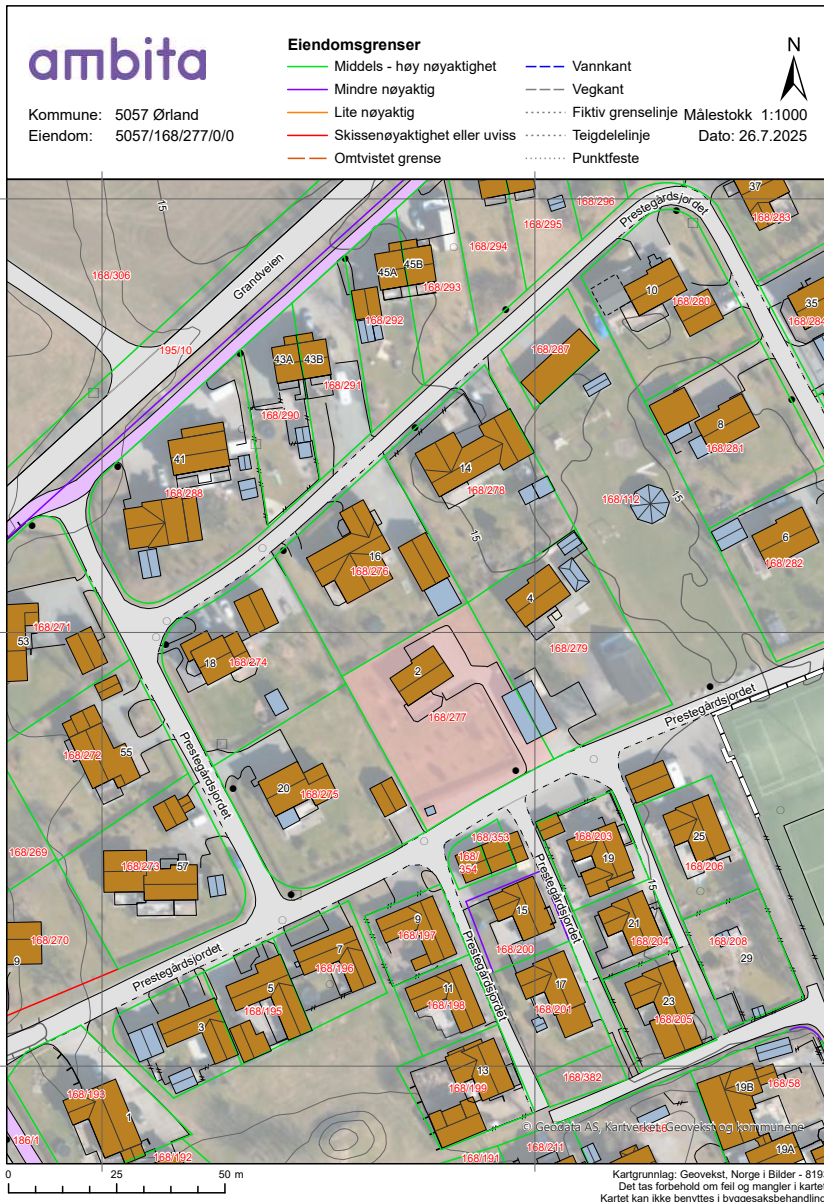 ambita
Kommune: 5057 Ørland
Eiendom: 5057/168/277/0/0
Eiendomsgrenser
Middels - høy nøyaktighet
Mindre nøyaktig
Lite nøyaktig
Skissenøyaktighet eller uviss
Omtvistet grense
Vannkant
Vegkant
Fiktiv grenselinje
Teigdelelinje
Punktfeste
N
Målestokk 1:1000
Dato: 26.7.2025
15
37
168/283
168/296
Prestegårdsjordet
168/295
168/294
45A
45B
168/293
168/306
Grandveien
10
168/280
35
168/284
168/292
195/10
43A
43B
168/291
168/287
168/290
8
168/281
41
168/288
14
168/278
168/112
15
15
6
168/282
16
168/276
4
168/271
53
18
168/274
168/279
2
168/277
Prestegårdsjordet
168/272
55
Prestegårdsjordet
20
168/275
168/269
168/273
57
168/353
168/
354
168/203
19
25
168/206
Prestegårdsjordet
15
168/270
9
9
168/197
15
168/200
21
168/204
168/208
29
Prestegårdsjordet
7
168/196
Prestegårdsjordet
5
168/195
11
168/198
17
168/201
23
168/205
3
13
168/199
168/382
168/193
1
19B
168/58
186/1
168/192
168/191
168/211
19A
© Geodata AS, Kartverket, Geovekst og kommunene
0
25
50 m
Kartgrunnlag: Geovekst, Norge i Bilder - 819
Det tas forbehold om feil og mangler i kartet
Kartet kan ikke benyttes i byggesaksbehandling